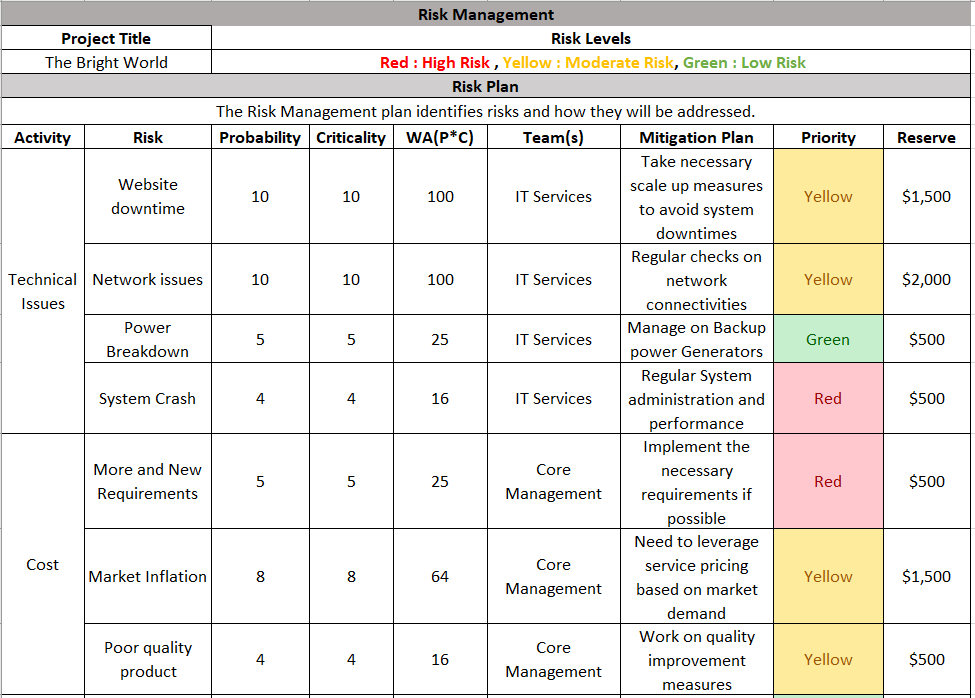 Risk Management
Project Title
Risk Levels
The Bright World
Red : High Risk , Yellow : Moderate Risk, Green : Low Risk
Risk Plan
The Risk Management plan identifies risks and how they will be addressed.
Activity Risk Probability Criticality WA(P*C) Team(s) Mitigation Plan Priority Reserve
Technical
Issues
Website
downtime
10
10
100
IT Services
Take necessary
scale up measures
to avoid system
downtimes
Yellow
$1,500
Network issues
10
10
100
IT Services
Regular checks on
network
connectivities
Yellow
$2,000
Power
Breakdown
5
5
25
IT Services
Manage on Backup
power Generators
Green
$500
System Crash
4
4
16
IT Services
Regular System
administration and
performance
Red
$500
Cost
More and New
Requirements
5
5
25
Core
Management
Implement the
necessary
requirements if
possible
Red
$500
Market Inflation
8
8
64
Core
Management
Need to leverage
service pricing
based on market
demand
Yellow
$1,500
Poor quality
product
4
4
16
Core
Management
Work on quality
improvement
measures
Yellow
$500